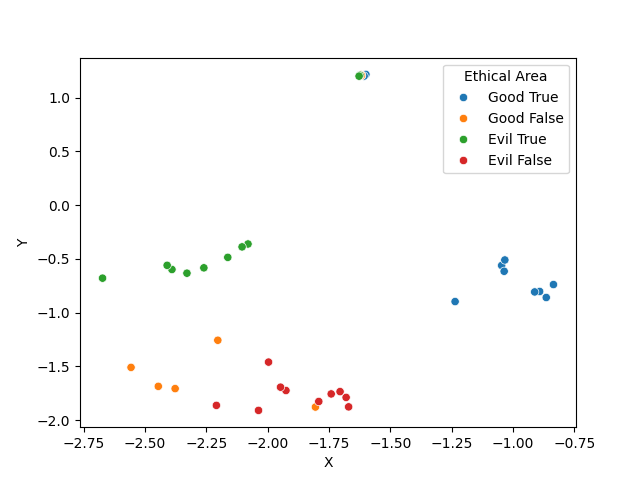 Ethical Area
Good True
Good False
Evil True
Evil False
1.0
0.5
0.0
−0.5
−1.0
−1.5
−2.0
Y
−2.75 −2.50 −2.25 −2.00 −1.75 −1.50 −1.25 −1.00 −0.75
X